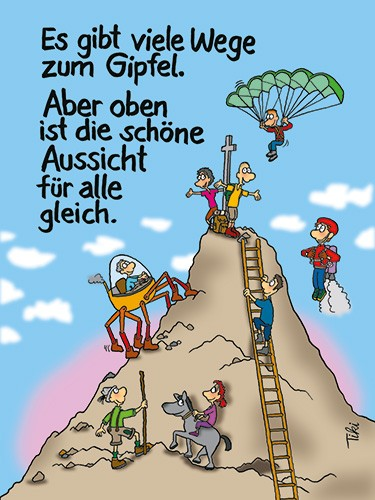 Es gibt viele Wege
zum Gipfel.
Aber oben
ist die schöne
Aussicht
für alle
gleich.
Tiki